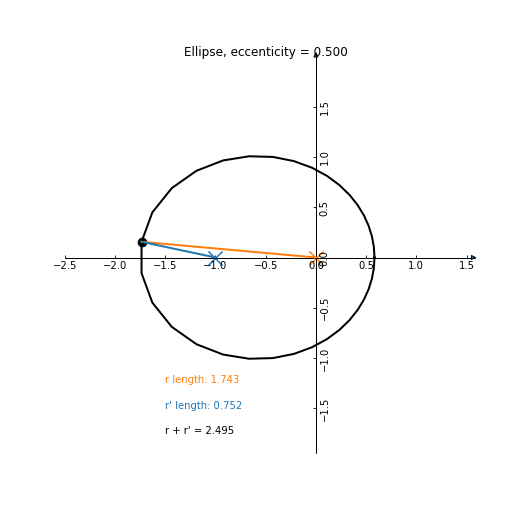 Ellipse, eccentricity = 0.500
1.5
1.0
0.5
−2.5 −2.0 −1.5 −1.0 −0.5 0.0 0.5 1.0 1.5
0.0
−0.5
−1.0
−1.5
r length: 1.743
r' length: 0.752
r + r' = 2.495